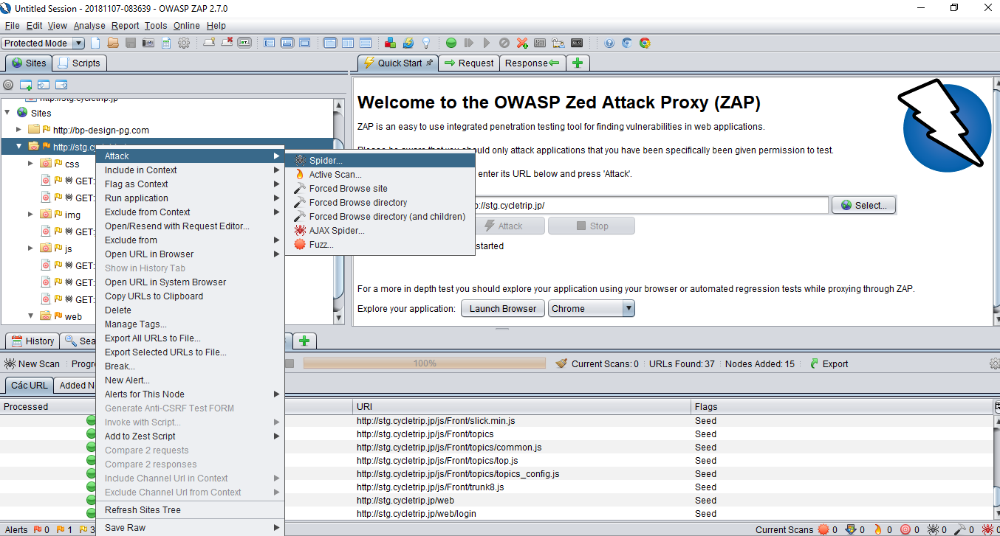 Untitled Session - 20181107-083639 - OWASP ZAP 2.7.0
File Edit View Analyse Report Tools Online Help
Protected Mode
Sites Scripts
Quick Start Request Response
http://stg.cycletrip.jp
Sites
http://bp-design-pg.com
http://stg.
css
GET:
GET:
img
GET:
js
GET:
GET:
GET:
web
Attack
Include in Context
Flag as Context
Run application
Exclude from Context
Open/Resend with Request Editor...
Exclude from
Open URL in Browser
Show in History Tab
Open URL in System Browser
Copy URLs to Clipboard
Delete
Manage Tags...
Export All URLs to File...
Export Selected URLs to File...
Break...
New Alert...
Alerts for This Node
Generate Anti-CSRF Test FORM
Invoke with Script...
Add to Zest Script
Compare 2 requests
Compare 2 responses
Include Channel Url in Context
Exclude Channel Url from Context
Refresh Sites Tree
Save Raw
Spider...
Active Scan...
Forced Browse site
Forced Browse directory
Forced Browse directory (and children)
AJAX Spider...
Fuzz...
Welcome to the OWASP Zed Attack Proxy (ZAP)
ZAP is an easy to use integrated penetration testing tool for finding vulnerabilities in web applications.
should only attack applications that you have been specifically been given permission to test.
enter its URL below and press 'Attack'.
://stg.cycletrip.jp/ Select...
Attack Stop
started
For a more in depth test you should explore your application using your browser or automated regression tests while proxying through ZAP.
Explore your application: Launch Browser Chrome
History Sea
New Scan Progre 100% Current Scans: 0 URLs Found: 37 Nodes Added: 15 Export
Các URL Added N
Processed URI Flags
http://stg.cycletrip.jp/js/Front/slick.min.js Seed
http://stg.cycletrip.jp/js/Front/topics Seed
http://stg.cycletrip.jp/js/Front/topics/common.js Seed
http://stg.cycletrip.jp/js/Front/topics/top.js Seed
http://stg.cycletrip.jp/js/Front/topics/topics_config.js Seed
http://stg.cycletrip.jp/js/Front/trunk8.js Seed
http://stg.cycletrip.jp/web Seed
http://stg.cycletrip.jp/web/login Seed
Alerts 0 1 3 Current Scans 0 0 0 0 0 0 0